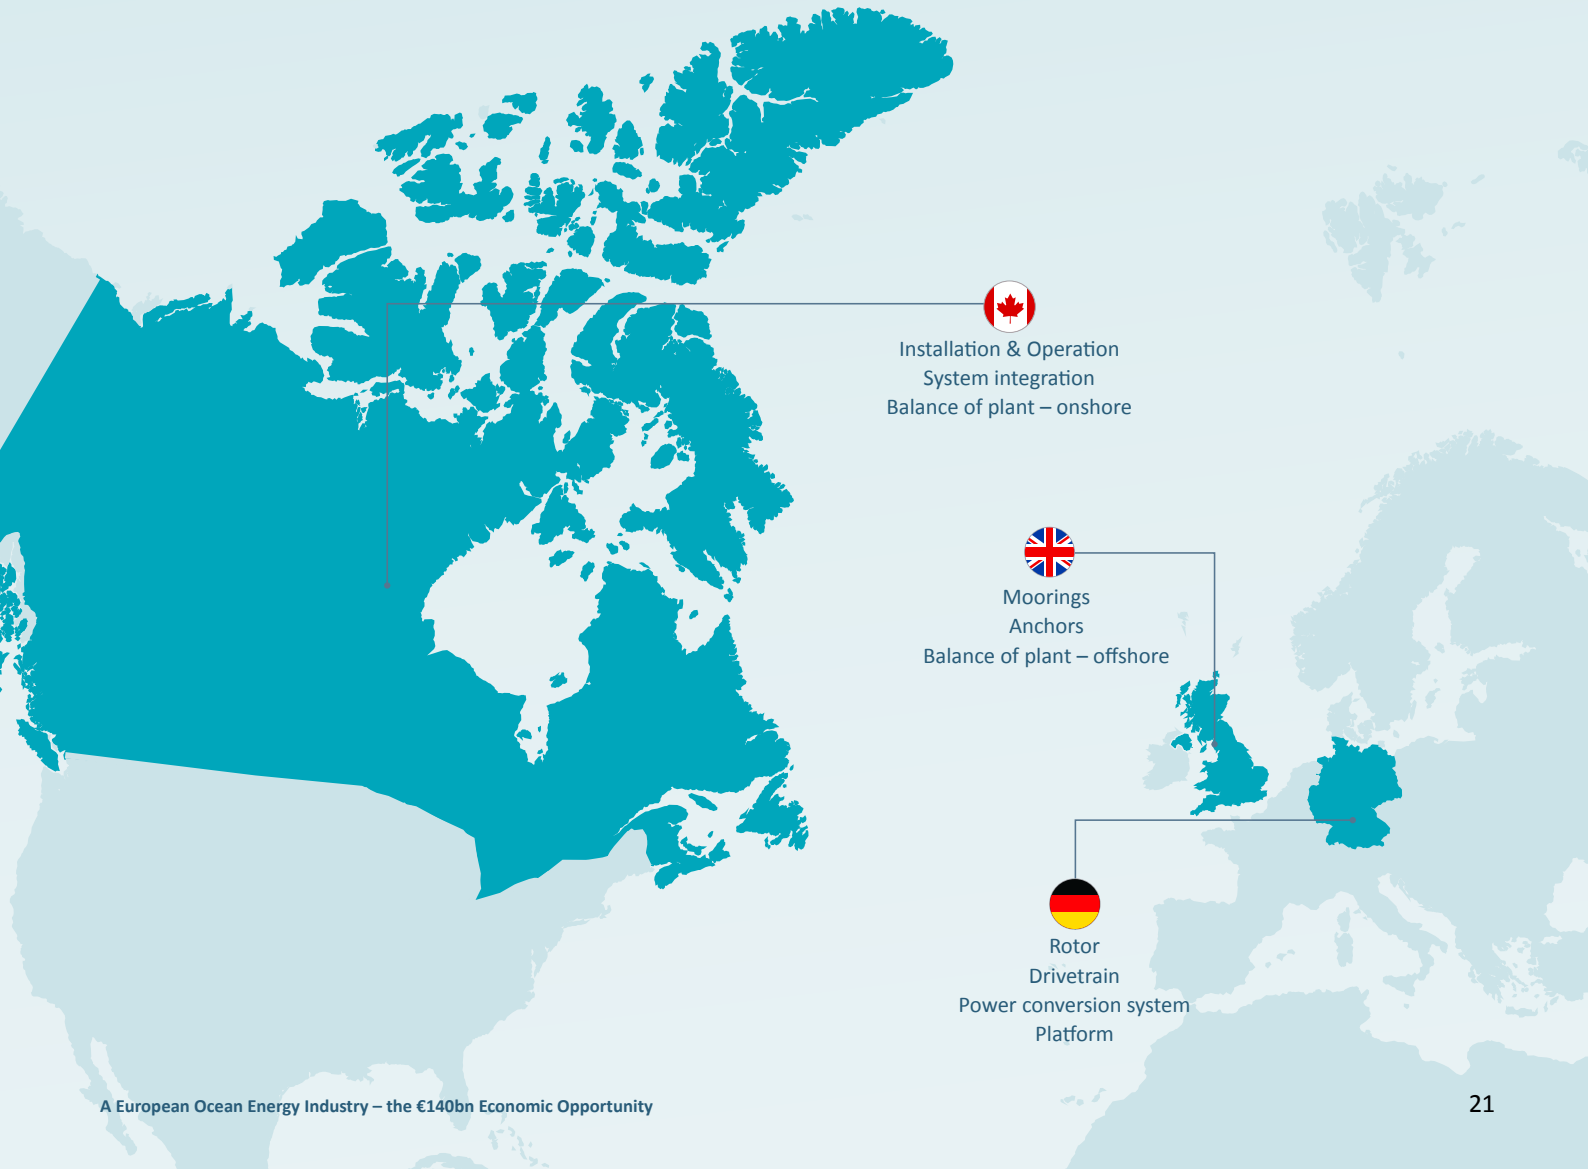 Installation & Operation
System integration
Balance of plant – onshore
Moorings
Anchors
Balance of plant – offshore
Rotor
Drivetrain
Power conversion system
Platform
A European Ocean Energy Industry – the €140bn Economic Opportunity
21